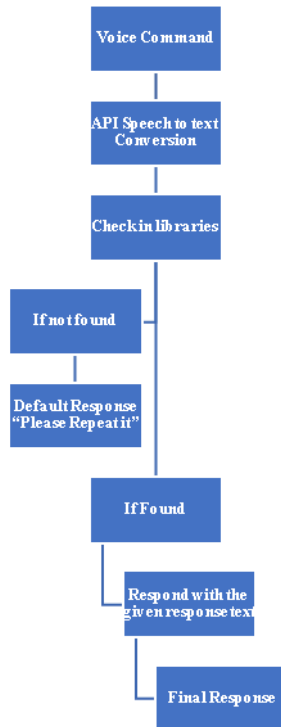 Voice Command
API Speech to text
Conversion
Check in libraries
If not found
Default Response
“Please Repeat it”
If Found
Respond with the
given response text
Final Response